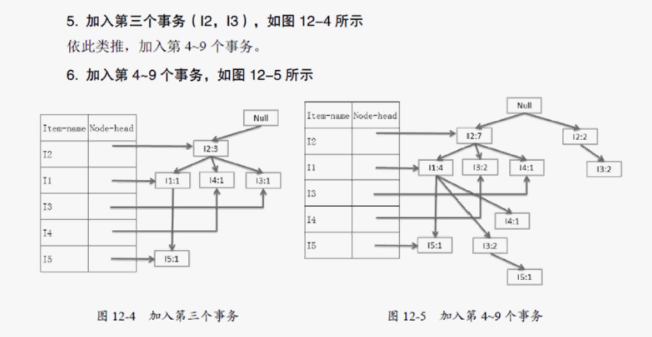 5. 加入第三个事务（I2，I3），如图 12-4 所示
依此类推，加入第 4~9 个事务。
6. 加入第 4~9 个事务，如图 12-5 所示
Item-name Node-head
I2
I1
I3
I4
I5
Null
I2:3
I1:1 I4:1 I3:1
I5:1
图 12-4 加入第三个事务
Item-name Node-head
I2
I1
I3
I4
I5
Null
I2:7 I2:2
I1:4 I3:2 I4:1 I3:2
I4:1
I5:1 I3:2
I5:1
图 12-5 加入第 4~9 个事务